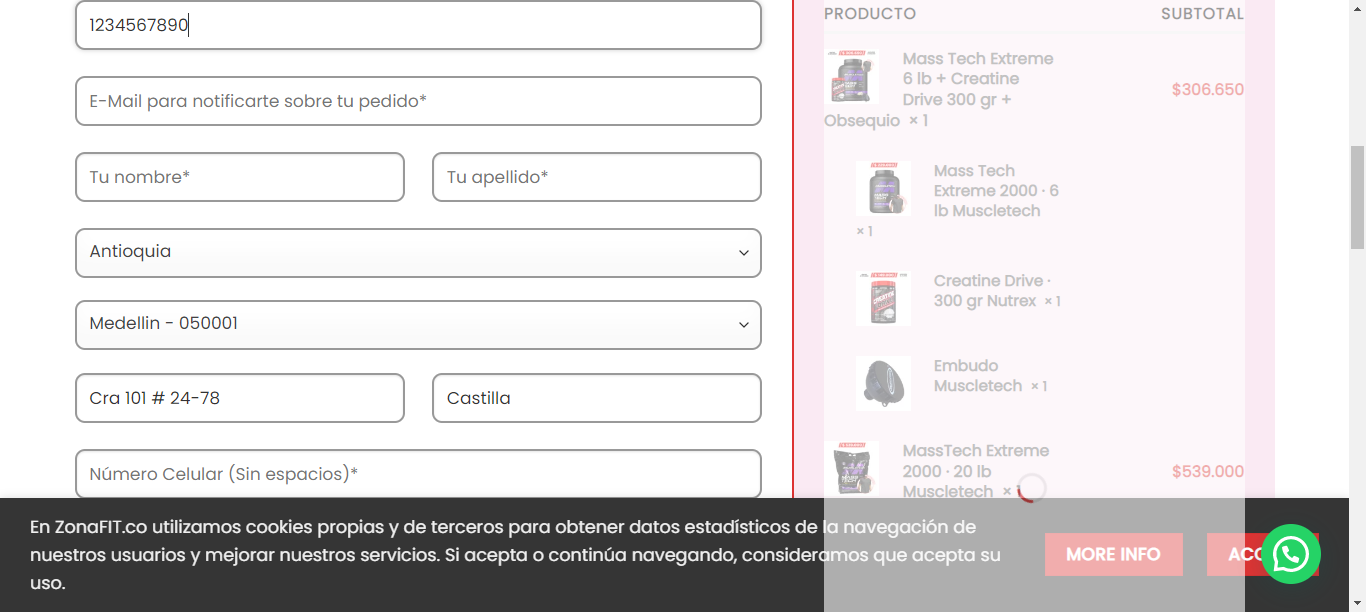 1234567890
E-Mail para notificarte sobre tu pedido*
Tu nombre*
Tu apellido*
Antioquia
Medellin - 050001
Cra 101 # 24-78
Castilla
Número Celular (Sin espacios)*
PRODUCTO
SUBTOTAL
Mass Tech Extreme
6 lb + Creatine
Drive 300 gr +
Obsequio × 1
$306.650
Mass Tech
Extreme 2000 · 6
lb Muscletech
× 1
Creatine Drive ·
300 gr Nutrex × 1
Embudo
Muscletech × 1
MassTech Extreme
2000 · 20 lb
Muscletech ×
$539.000
En ZonaFIT.co utilizamos cookies propias y de terceros para obtener datos estadísticos de la navegación de
nuestros usuarios y mejorar nuestros servicios. Si acepta o continúa navegando, consideramos que acepta su
uso.
MORE INFO